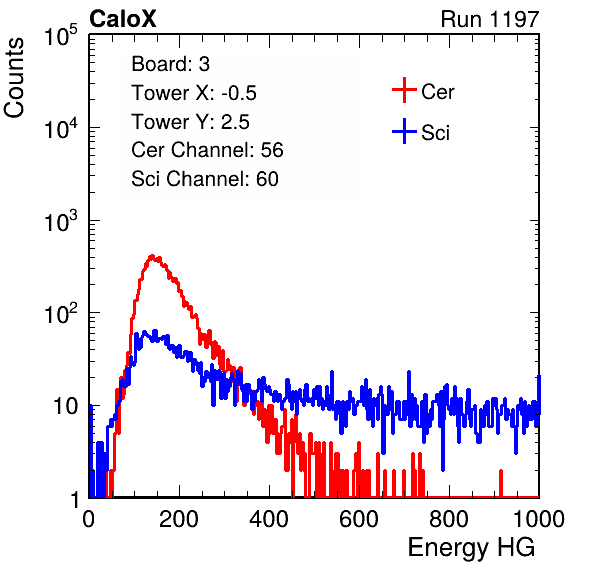 CaloX Run 1197
Counts
10^5
10^4
10^3
10^2
10
1
Board: 3
Tower X: -0.5
Tower Y: 2.5
Cer Channel: 56
Sci Channel: 60
Cer
Sci
0 200 400 600 800 1000
Energy HG